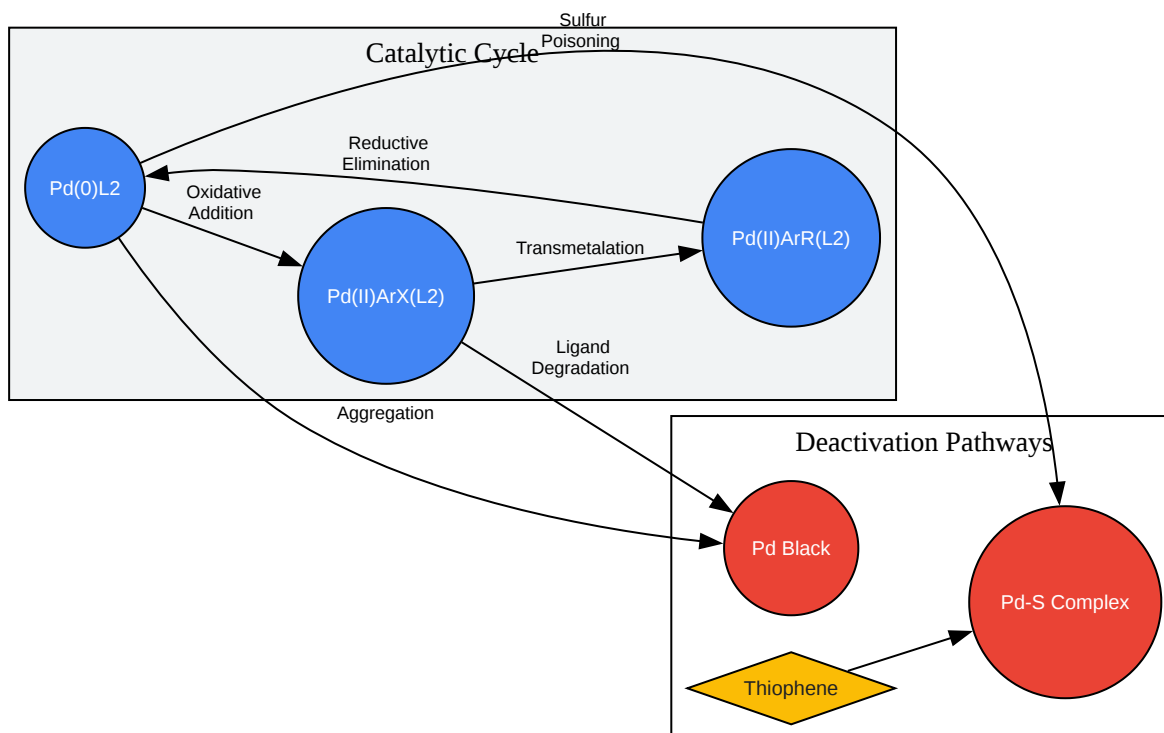 Sulfur
Poisoning
Catalytic Cycle
Reductive
Elimination
Pd(0)L2
Oxidative
Addition
Pd(II)ArR(L2)
Transmetalation
Pd(II)ArX(L2)
Ligand
Degradation
Aggregation
Deactivation Pathways
Pd Black
Pd-S Complex
Thiophene